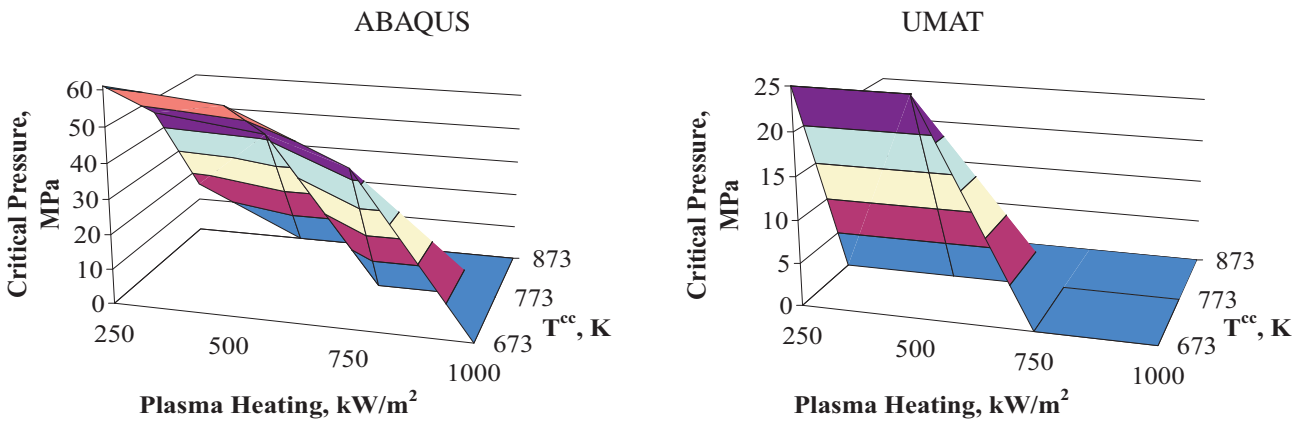 ABAQUS
60
50
40
30
20
10
0
Critical Pressure,
MPa
250
500
750
1000
673
773
873
T^cc, K
Plasma Heating, kW/m²
UMAT
25
20
15
10
5
0
Critical Pressure,
MPa
250
500
750
1000
673
773
873
T^cc, K
Plasma Heating, kW/m²